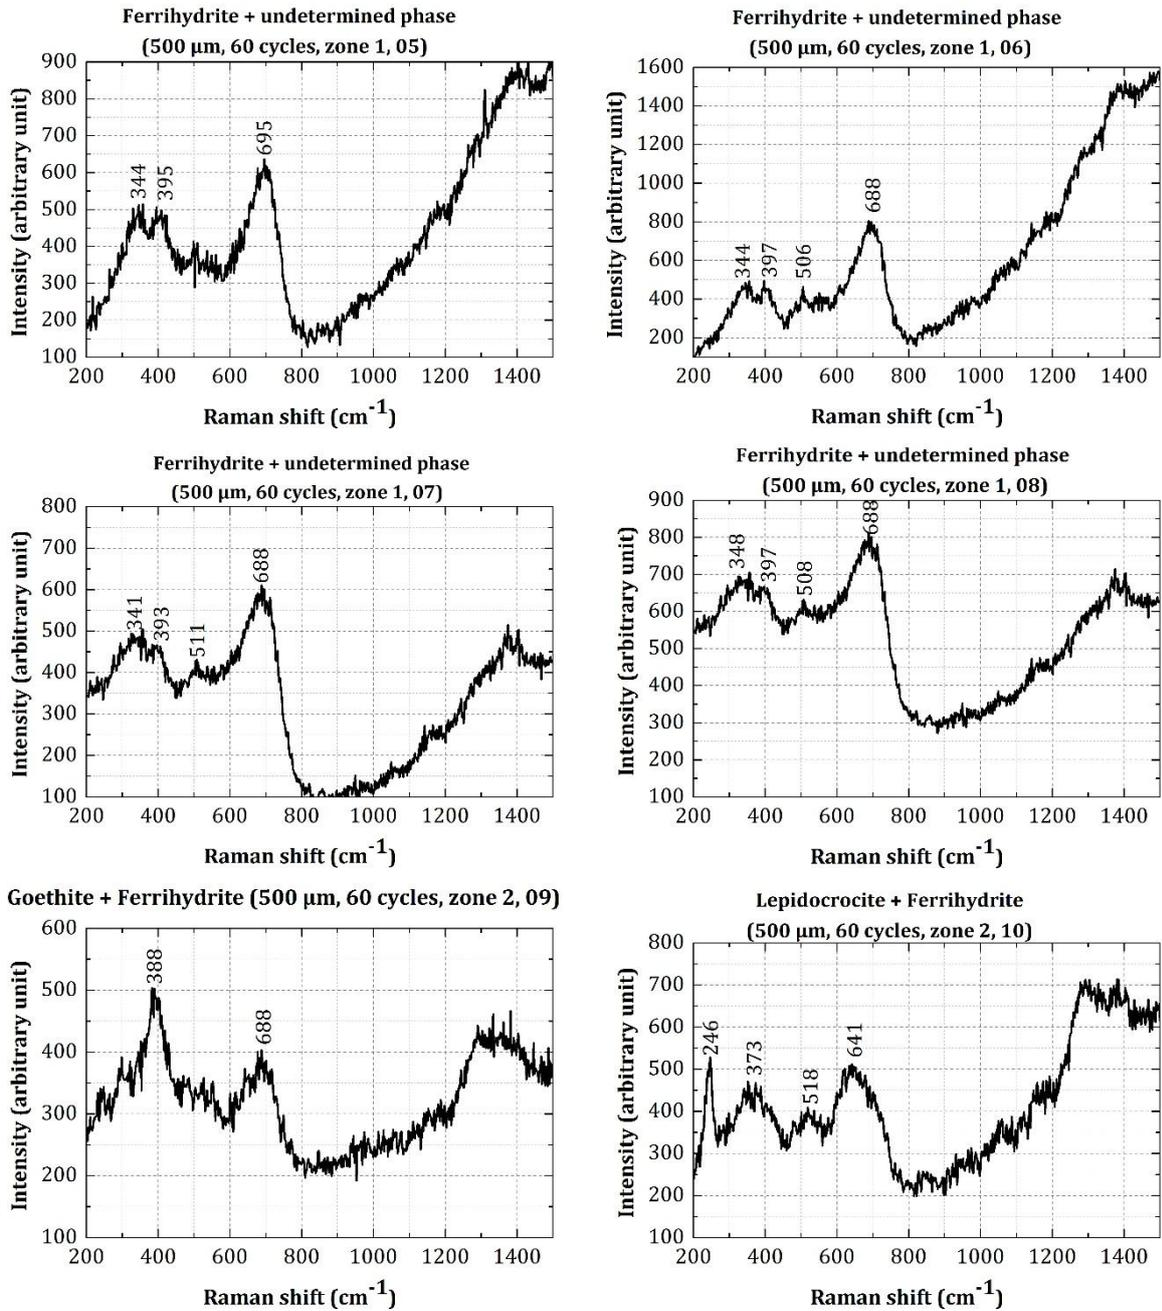 Ferrihydrite + undetermined phase
(500 µm, 60 cycles, zone 1, 05)
900
800
700
600
500
400
300
200
100
344
395
695
200 400 600 800 1000 1200 1400
Intensity (arbitrary unit)
Raman shift (cm⁻¹)
Ferrihydrite + undetermined phase
(500 µm, 60 cycles, zone 1, 06)
1600
1400
1200
1000
800
600
400
200
344
397
506
688
200 400 600 800 1000 1200 1400
Intensity (arbitrary unit)
Raman shift (cm⁻¹)
Ferrihydrite + undetermined phase
(500 µm, 60 cycles, zone 1, 07)
800
700
600
500
400
300
200
100
341
393
511
688
200 400 600 800 1000 1200 1400
Intensity (arbitrary unit)
Raman shift (cm⁻¹)
Ferrihydrite + undetermined phase
(500 µm, 60 cycles, zone 1, 08)
900
800
700
600
500
400
300
200
100
348
397
508
688
200 400 600 800 1000 1200 1400
Intensity (arbitrary unit)
Raman shift (cm⁻¹)
Goethite + Ferrihydrite (500 µm, 60 cycles, zone 2, 09)
600
500
400
300
200
100
388
688
200 400 600 800 1000 1200 1400
Intensity (arbitrary unit)
Raman shift (cm⁻¹)
Lepidocrocite + Ferrihydrite
(500 µm, 60 cycles, zone 2, 10)
800
700
600
500
400
300
200
100
246
373
518
641
200 400 600 800 1000 1200 1400
Intensity (arbitrary unit)
Raman shift (cm⁻¹)